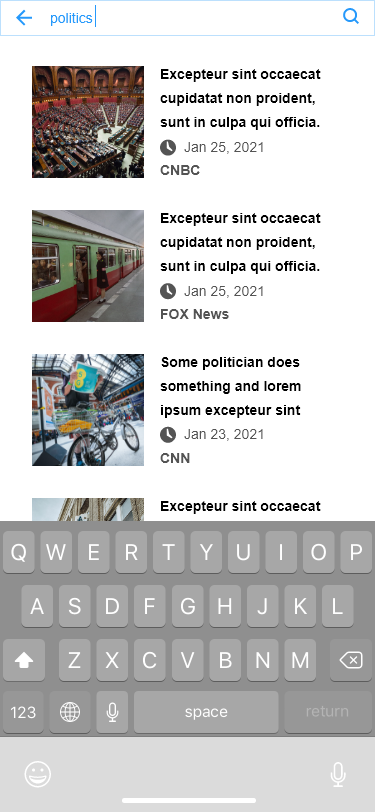 politics
Excepteur sint occaecat
cupidatat non proident,
sunt in culpa qui officia.
Jan 25, 2021
CNBC
Excepteur sint occaecat
cupidatat non proident,
sunt in culpa qui officia.
Jan 25, 2021
FOX News
Some politician does
something and lorem
ipsum excepteur sint
Jan 23, 2021
CNN
Excepteur sint occaecat
Q W E R T Y U I O P
A S D F G H J K L
Z X C V B N M
123 space return